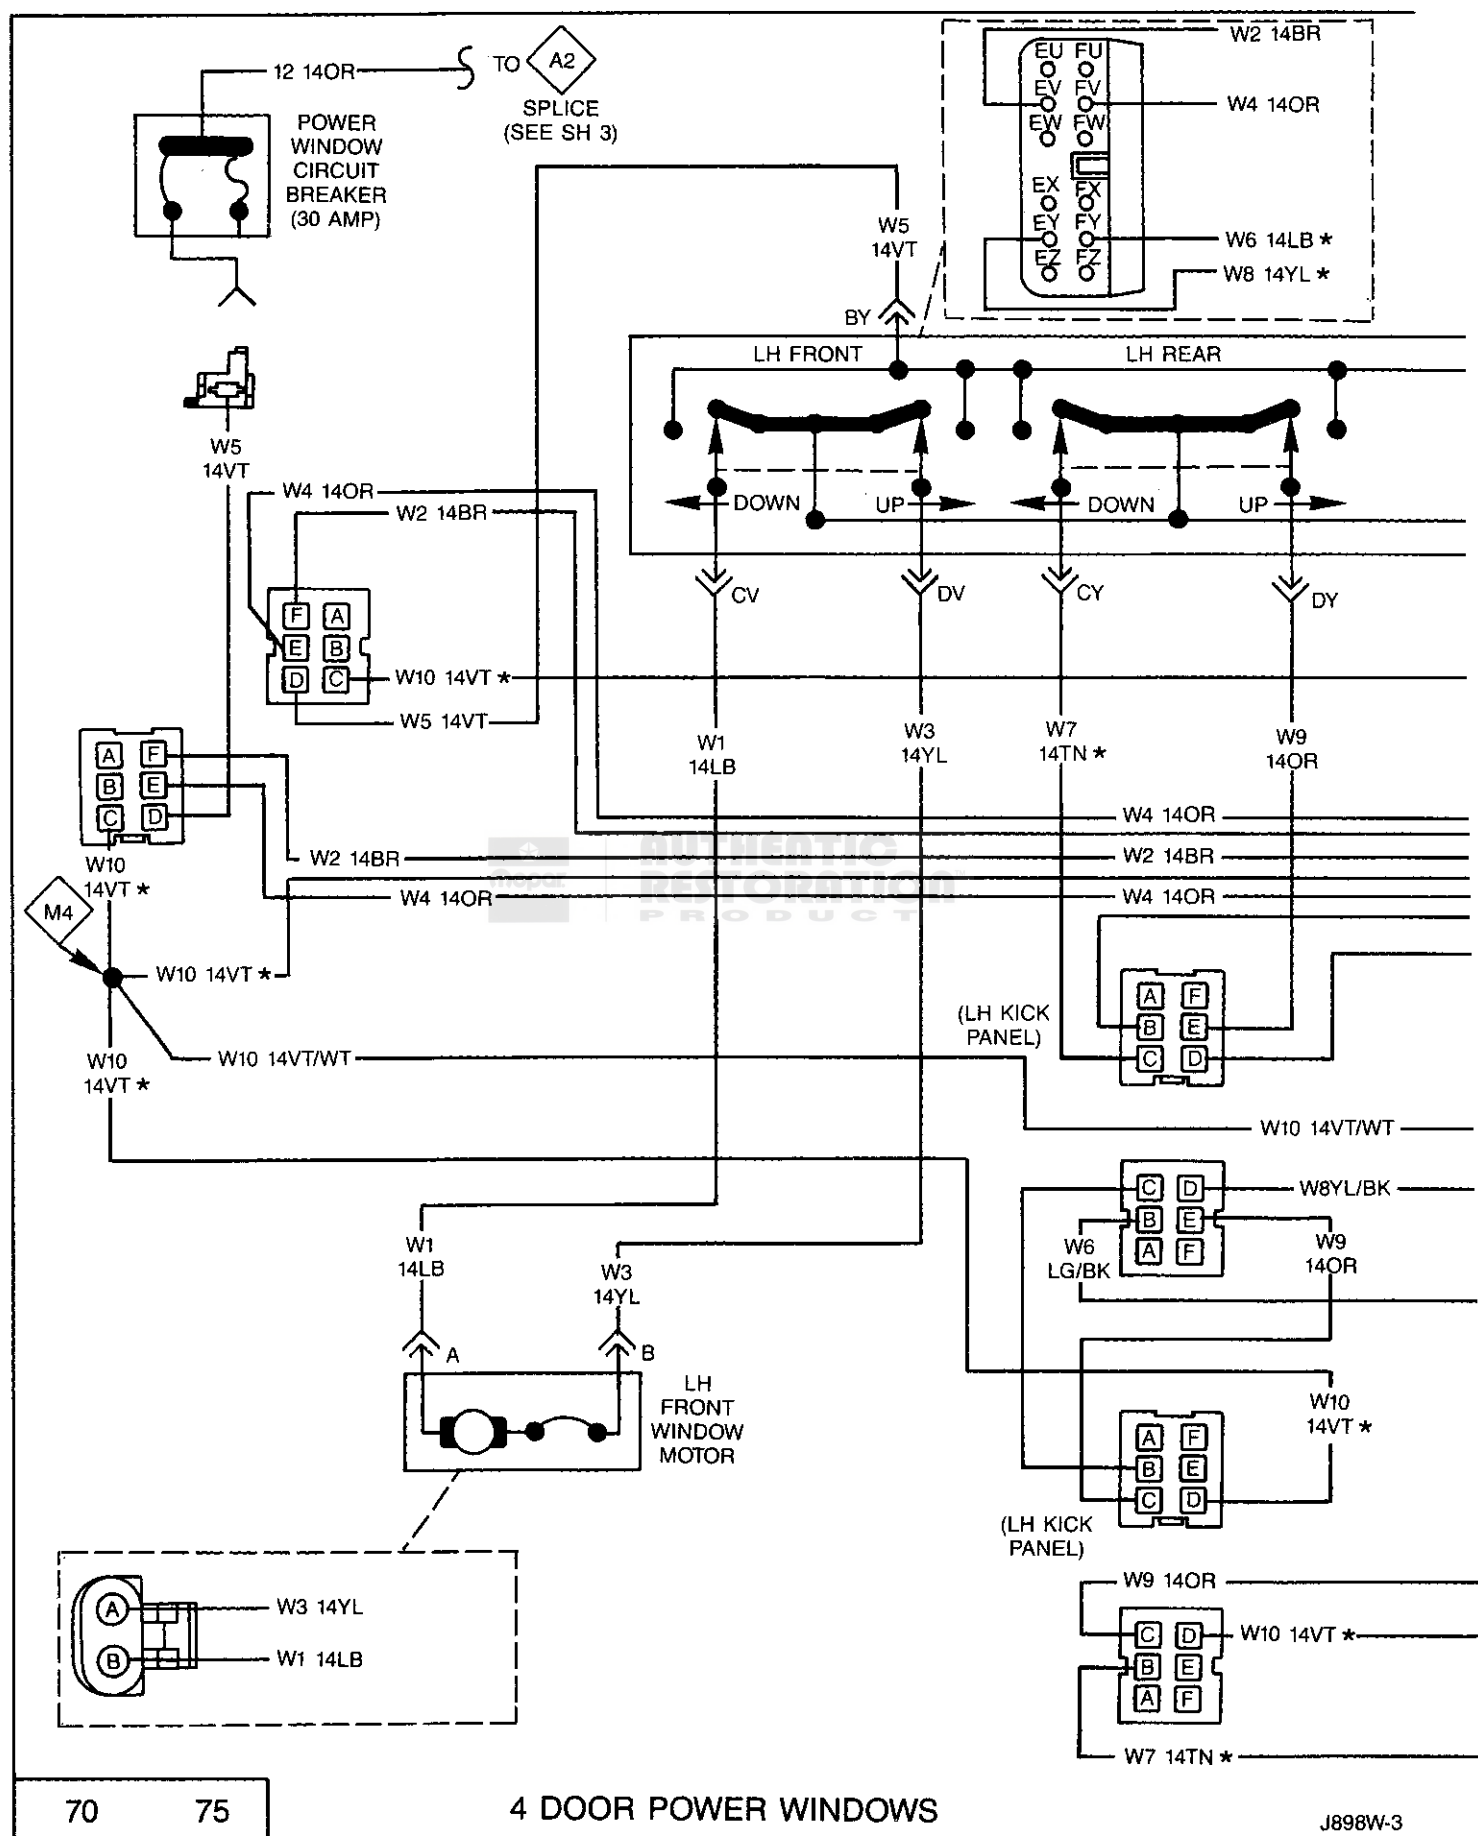 W2 14BR
12 14OR
TO
A2
SPLICE
(SEE SH 3)
POWER
WINDOW
CIRCUIT
BREAKER
(30 AMP)
EU FU
EV FV
W4 14OR
EW FW
EX FX
EY FY
W6 14LB *
EZ FZ
W8 14YL *
W5
14VT
BY
LH FRONT
LH REAR
W5
14VT
W4 14OR
W2 14BR
DOWN
UP
DOWN
UP
CV
DV
CY
DY
F A
E B
D C
W10 14VT *
W5 14VT
W1
14LB
W3
14YL
W7
14TN *
W9
14OR
A F
B E
C D
W4 14OR
W10
14VT *
W2 14BR
W2 14BR
W4 14OR
W4 14OR
mopar
AUTHENTIC
RESTORATION
PRODUCT
M4
W10 14VT *
(LH KICK
PANEL)
A F
B E
C D
W10
14VT *
W10 14VT/WT
W10 14VT/WT
C D
B E
A F
W8YL/BK
W6
LG/BK
W9
14OR
W1
14LB
W3
14YL
A
B
LH
FRONT
WINDOW
MOTOR
W10
14VT *
A F
B E
C D
(LH KICK
PANEL)
W9 14OR
C D
B E
A F
W10 14VT *
W7 14TN *
A
W3 14YL
B
W1 14LB
70 75
4 DOOR POWER WINDOWS
J898W-3